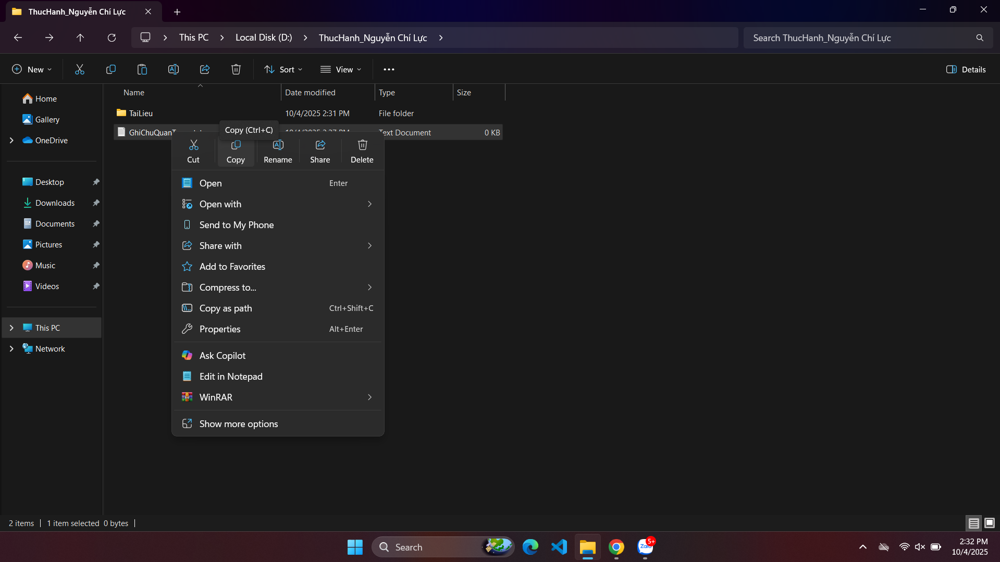 ThucHanh_Nguyễn Chí Lực
This PC
Local Disk (D:)
ThucHanh_Nguyễn Chí Lực
Search ThucHanh_Nguyễn Chí Lực
New
Sort
View
Details
Name
Date modified
Type
Size
TaiLieu
10/4/2025 2:31 PM
File folder
Copy (Ctrl+C)
Text Document
0 KB
Cut
Copy
Rename
Share
Delete
Open
Enter
Open with
Send to My Phone
Share with
Add to Favorites
Compress to...
Copy as path
Ctrl+Shift+C
Properties
Alt+Enter
Ask Copilot
Edit in Notepad
WinRAR
Show more options
Home
Gallery
OneDrive
Desktop
Downloads
Documents
Pictures
Music
Videos
This PC
Network
2 items
1 item selected 0 bytes
Search
Zalo
5+
2:32 PM
10/4/2025